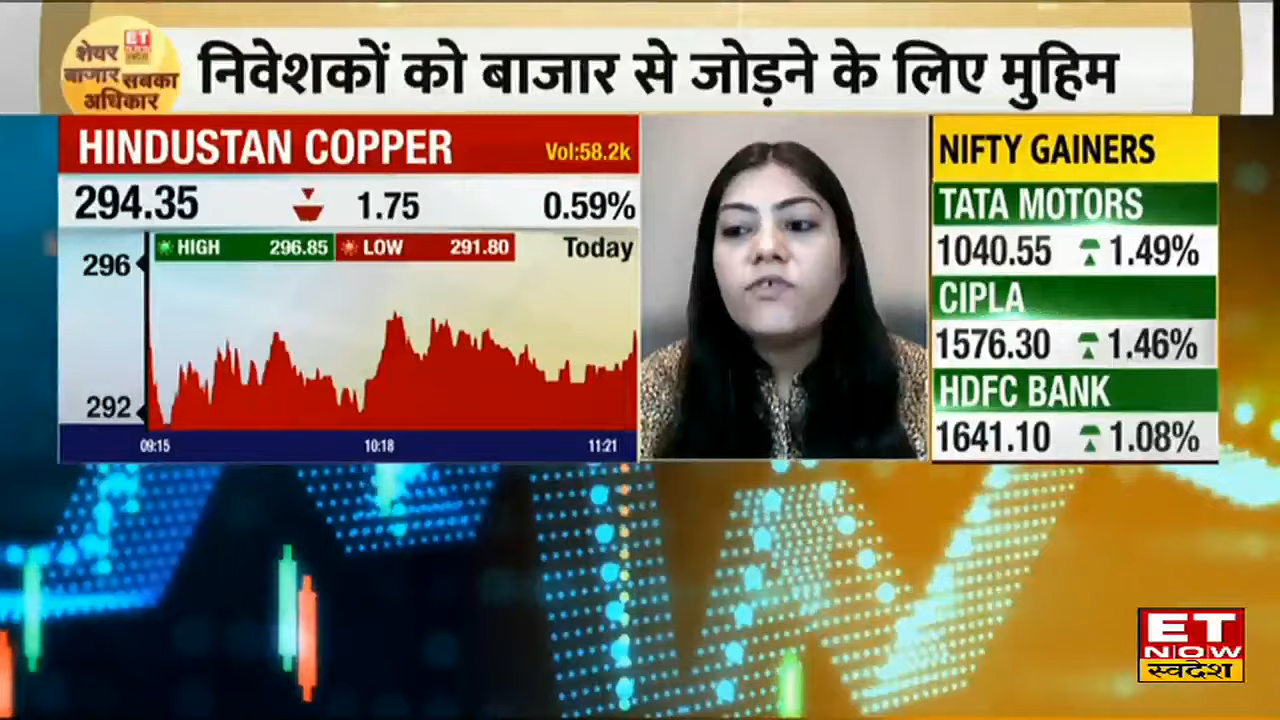 शेयर
ET
NOW
स्वदेश
बाजार सबका
अधिकार
निवेशकों को बाजार से जोड़ने के लिए मुहिम
HINDUSTAN COPPER Vol:58.2k
294.35 1.75 0.59%
HIGH 296.85 LOW 291.80 Today
296
292
09:15 10:18 11:21
NIFTY GAINERS
TATA MOTORS
1040.55 1.49%
CIPLA
1576.30 1.46%
HDFC BANK
1641.10 1.08%
ET
NOW
स्वदेश